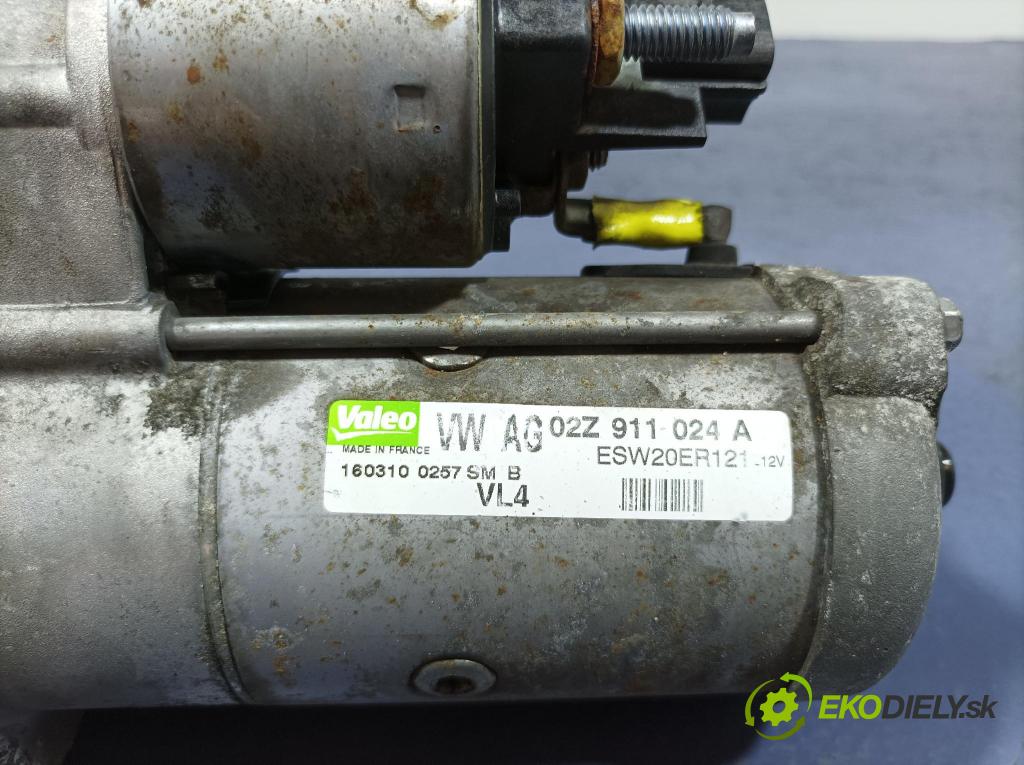 Valeo VW AG 02Z 911 024 A
MADE IN FRANCE ESW20ER121 -12V
160310 0257 SM B
VL4
EKODIELY.sk